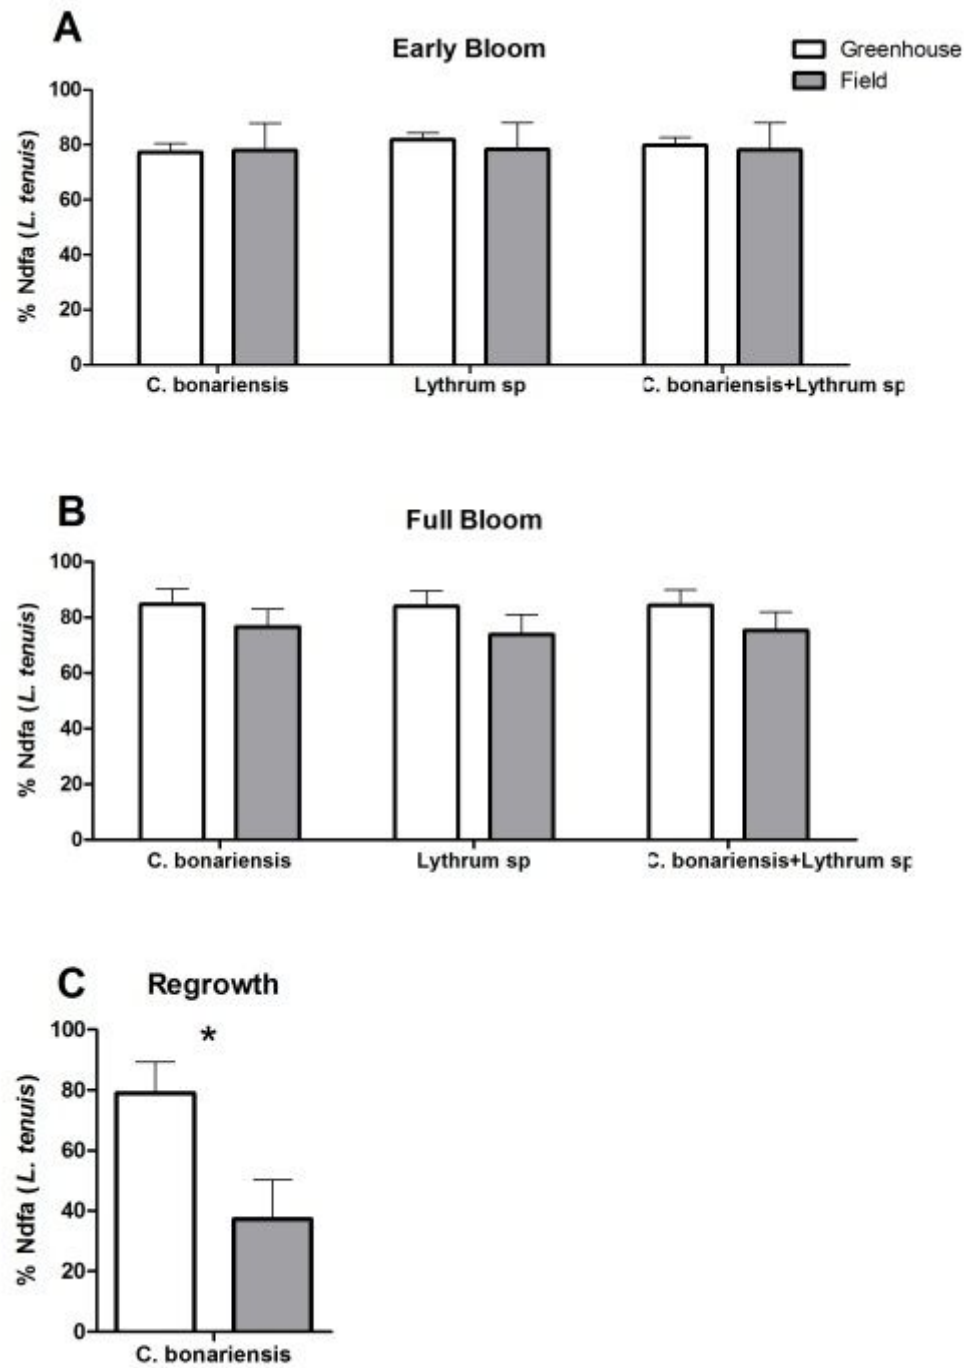 A
Early Bloom
Greenhouse
Field
% Ndfa (L. tenuis)
100
80
60
40
20
0
C. bonariensis
Lythrum sp
C. bonariensis+Lythrum sp
B
Full Bloom
% Ndfa (L. tenuis)
100
80
60
40
20
0
C. bonariensis
Lythrum sp
C. bonariensis+Lythrum sp
C
Regrowth
% Ndfa (L. tenuis)
100
80
60
40
20
0
*
C. bonariensis